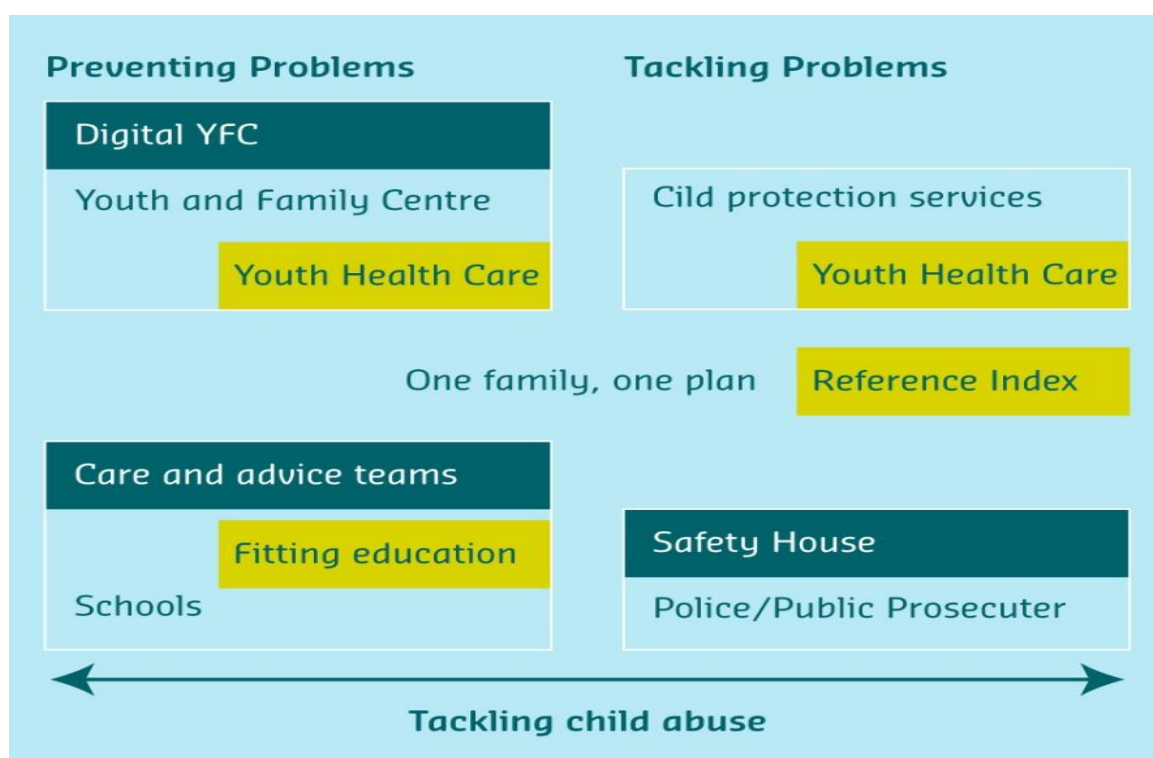 Preventing Problems
Digital YFC
Youth and Family Centre
Youth Health Care
Tackling Problems
Cild protection services
Youth Health Care
One family, one plan
Reference Index
Care and advice teams
Fitting education
Schools
Safety House
Police/Public Prosecuter
Tackling child abuse